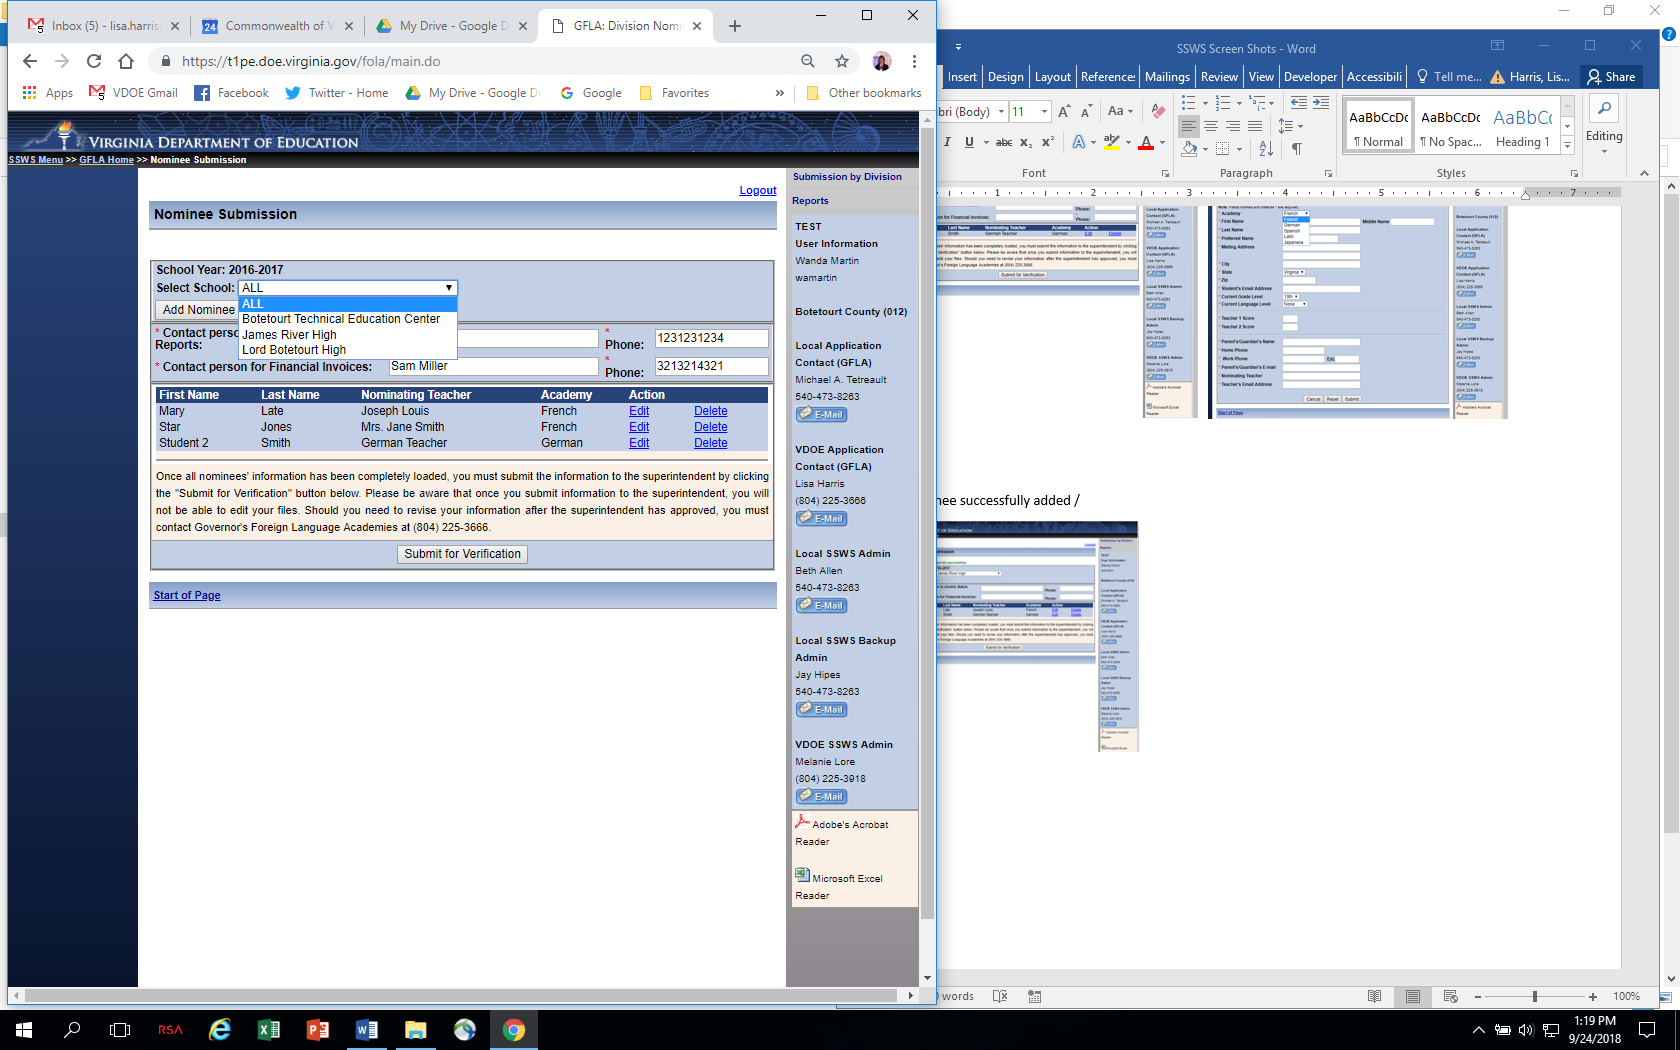 Inbox (5) - lisa.harris
Commonwealth of V
My Drive - Google D
GFLA: Division Nomi
https://t1pe.doe.virginia.gov/fola/main.do
Apps
VDOE Gmail
Facebook
Twitter - Home
My Drive - Google D
Google
Favorites
»
Other bookmarks
VIRGINIA DEPARTMENT OF EDUCATION
SSWS Menu >> GFLA Home >> Nominee Submission
Logout
Nominee Submission
School Year: 2016-2017
Select School: ALL
ALL
Botetourt Technical Education Center
James River High
Lord Botetourt High
Add Nominee
* Contact perso
Reports:
* Phone: 1231231234
* Contact person for Financial Invoices: Sam Miller
* Phone: 3213214321
First Name Last Name Nominating Teacher Academy Action
Mary Late Joseph Louis French Edit Delete
Star Jones Mrs. Jane Smith French Edit Delete
Student 2 Smith German Teacher German Edit Delete
Once all nominees' information has been completely loaded, you must submit the information to the superintendent by clicking
the "Submit for Verification" button below. Please be aware that once you submit information to the superintendent, you will
not be able to edit your files. Should you need to revise your information after the superintendent has approved, you must
contact Governor's Foreign Language Academies at (804) 225-3666.
Submit for Verification
Start of Page
Submission by Division
Reports
TEST
User Information
Wanda Martin
wamartin
Botetourt County (012)
Local Application
Contact (GFLA)
Michael A. Tetreault
540-473-8263
E-Mail
VDOE Application
Contact (GFLA)
Lisa Harris
(804) 225-3666
E-Mail
Local SSWS Admin
Beth Allen
540-473-8263
E-Mail
Local SSWS Backup
Admin
Jay Hipes
540-473-8263
E-Mail
VDOE SSWS Admin
Melanie Lore
(804) 225-3918
E-Mail
Adobe's Acrobat
Reader
Microsoft Excel
Reader
SSWS Screen Shots - Word
Insert Design Layout References Mailings Review View Developer Accessibili Tell me... Harris, Lis... Share
bri (Body) 11
AaBbCcDc AaBbCcDc AaBbCc
¶ Normal ¶ No Spac... Heading 1
Editing
Font Paragraph Styles
1 2 3 4 5 6 7
nee successfully added /
words
100%
RSA
1:19 PM
9/24/2018